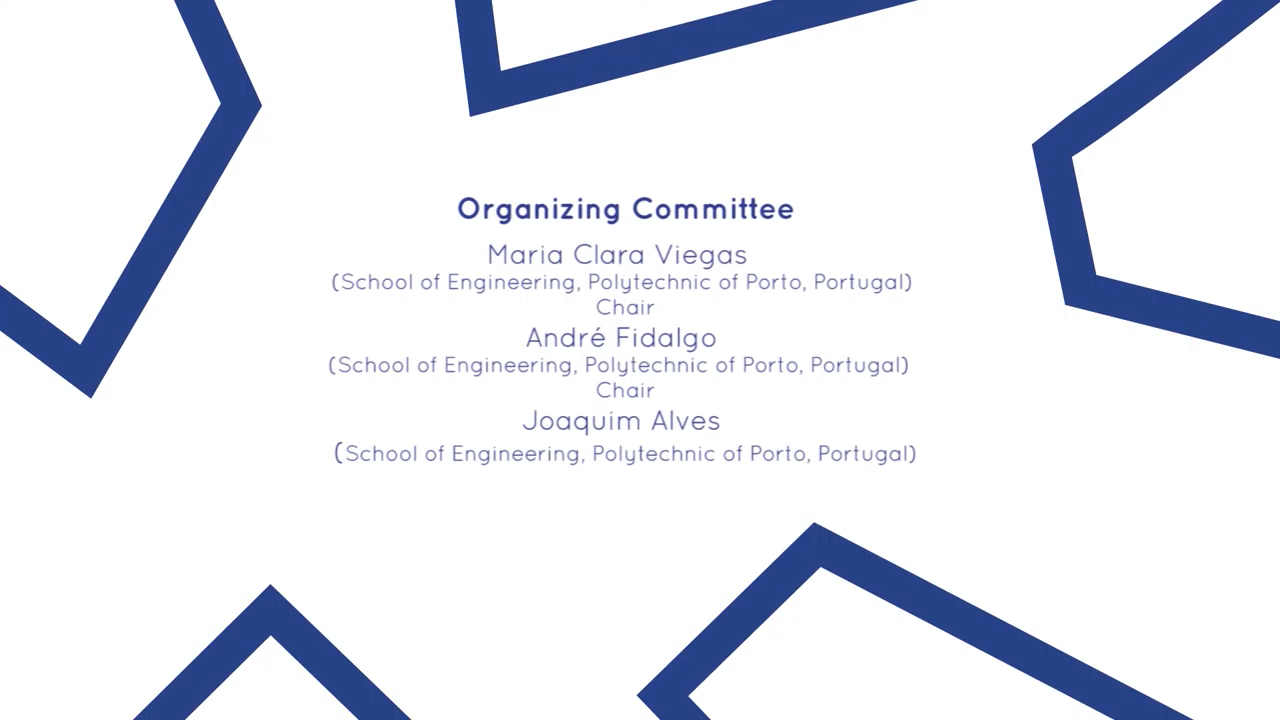 Organizing Committee
Maria Clara Viegas
(School of Engineering, Polytechnic of Porto, Portugal)
Chair
André Fidalgo
(School of Engineering, Polytechnic of Porto, Portugal)
Chair
Joaquim Alves
(School of Engineering, Polytechnic of Porto, Portugal)